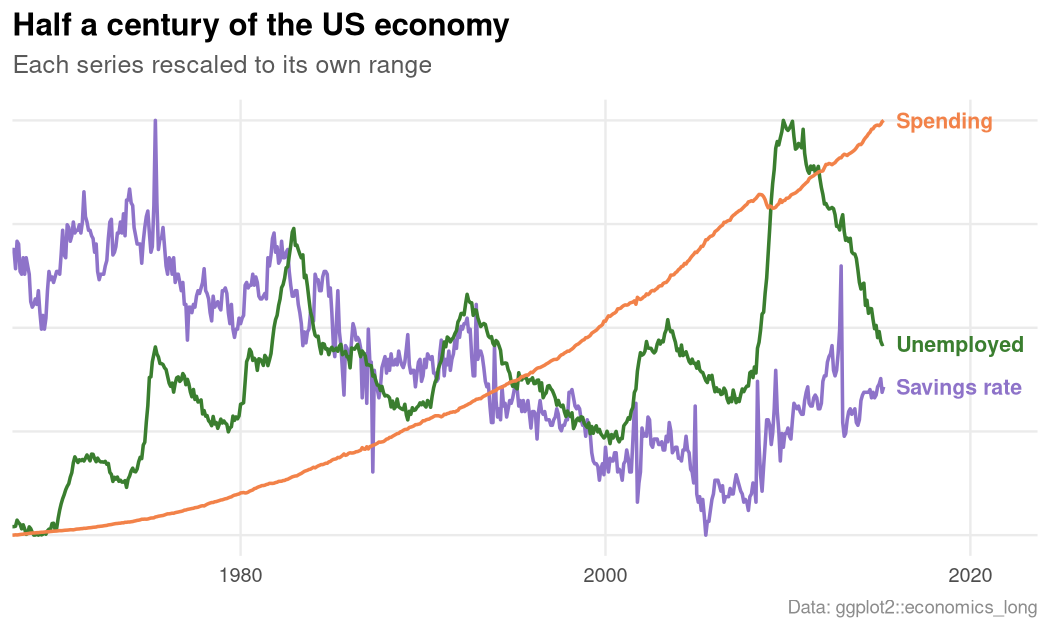 Half a century of the US economy
Each series rescaled to its own range
Spending
Unemployed
Savings rate
1980
2000
2020
Data: ggplot2::economics_long